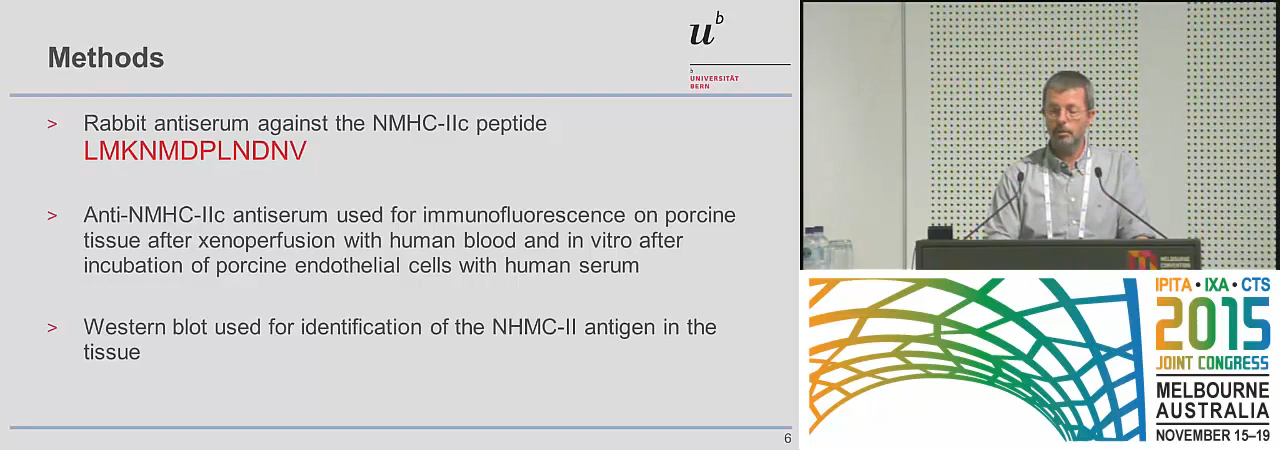 Methods
u
b
b
UNIVERSITÄT
BERN
> Rabbit antiserum against the NMHC-IIc peptide
LMKNMDPLNDNV
> Anti-NMHC-IIc antiserum used for immunofluorescence on porcine
tissue after xenoperfusion with human blood and in vitro after
incubation of porcine endothelial cells with human serum
> Western blot used for identification of the NHMC-II antigen in the
tissue
6
MELBOURNE
CONVENTION
IPITA • IXA • CTS
2015
JOINT CONGRESS
MELBOURNE
AUSTRALIA
NOVEMBER 15–19